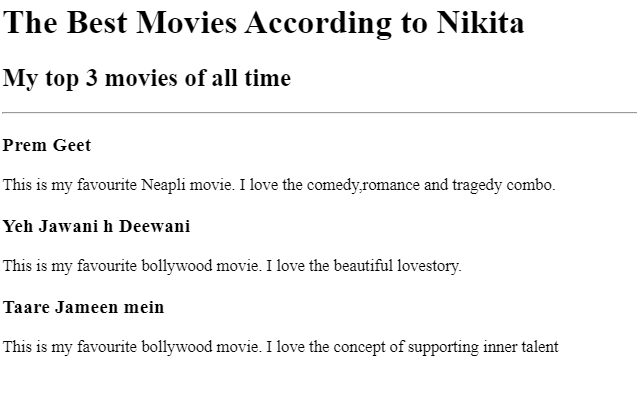 The Best Movies According to Nikita
My top 3 movies of all time
Prem Geet
This is my favourite Neapli movie. I love the comedy,romance and tragedy combo.
Yeh Jawani h Deewani
This is my favourite bollywood movie. I love the beautiful lovestory.
Taare Jameen mein
This is my favourite bollywood movie. I love the concept of supporting inner talent